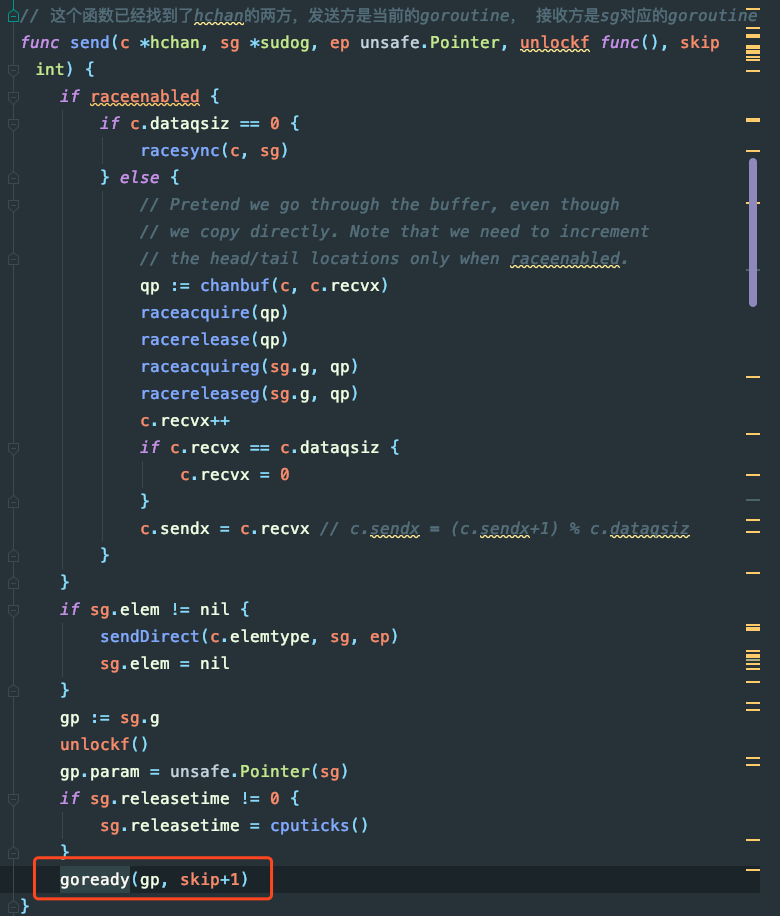 // 这个函数已经找到了hchan的两方，发送方是当前的goroutine， 接收方是sg对应的goroutine
func send(c *hchan, sg *sudog, ep unsafe.Pointer, unlockf func(), skip
int) {
if raceenabled {
if c.dataqsiz == 0 {
racesync(c, sg)
} else {
// Pretend we go through the buffer, even though
// we copy directly. Note that we need to increment
// the head/tail locations only when raceenabled.
qp := chanbuf(c, c.recvx)
raceacquire(qp)
racerelease(qp)
raceacquireg(sg.g, qp)
racereleaseg(sg.g, qp)
c.recvx++
if c.recvx == c.dataqsiz {
c.recvx = 0
}
c.sendx = c.recvx // c.sendx = (c.sendx+1) % c.dataqsiz
}
}
if sg.elem != nil {
sendDirect(c.elemtype, sg, ep)
sg.elem = nil
}
gp := sg.g
unlockf()
gp.param = unsafe.Pointer(sg)
if sg.releasetime != 0 {
sg.releasetime = cputicks()
}
goready(gp, skip+1)
}